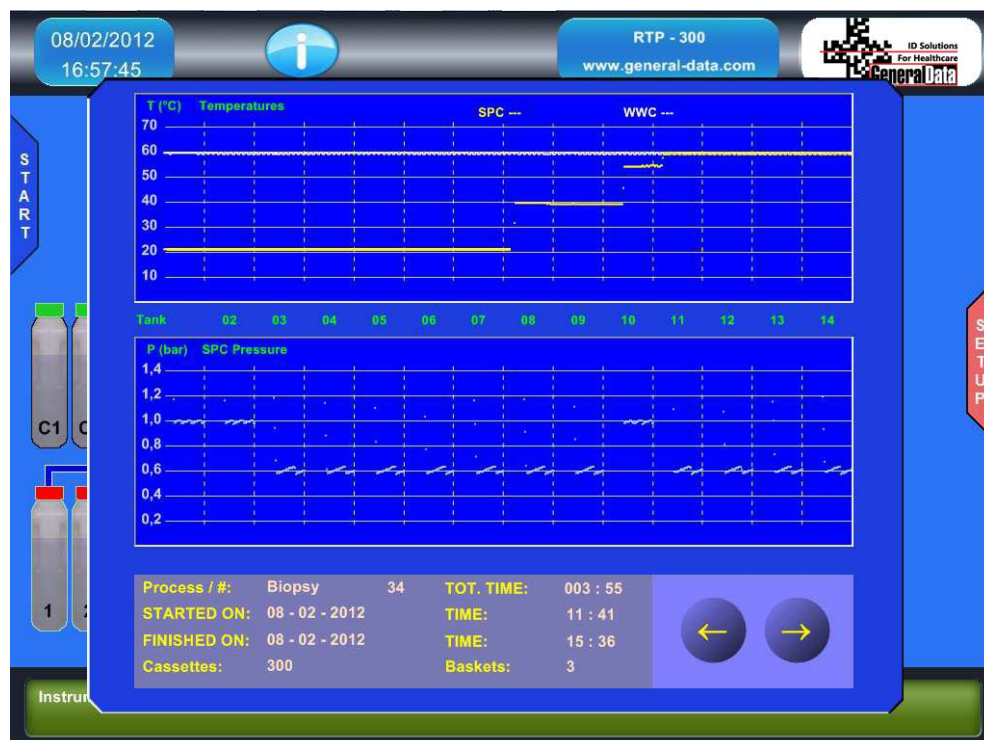 08/02/2012
16:57:45
i
RTP - 300
www.general-data.com
ID Solutions
For Healthcare
GeneralData
START
T (°C) Temperatures
SPC ---
WWC ---
70
60
50
40
30
20
10
Tank 02 03 04 05 06 07 08 09 10 11 12 13 14
P (bar) SPC Pressure
1,4
1,2
1,0
0,8
0,6
0,4
0,2
C1
SETUP
1
Process / #: Biopsy 34 TOT. TIME: 003 : 55
STARTED ON: 08 - 02 - 2012 TIME: 11 : 41
FINISHED ON: 08 - 02 - 2012 TIME: 15 : 36
Cassettes: 300 Baskets: 3
← →